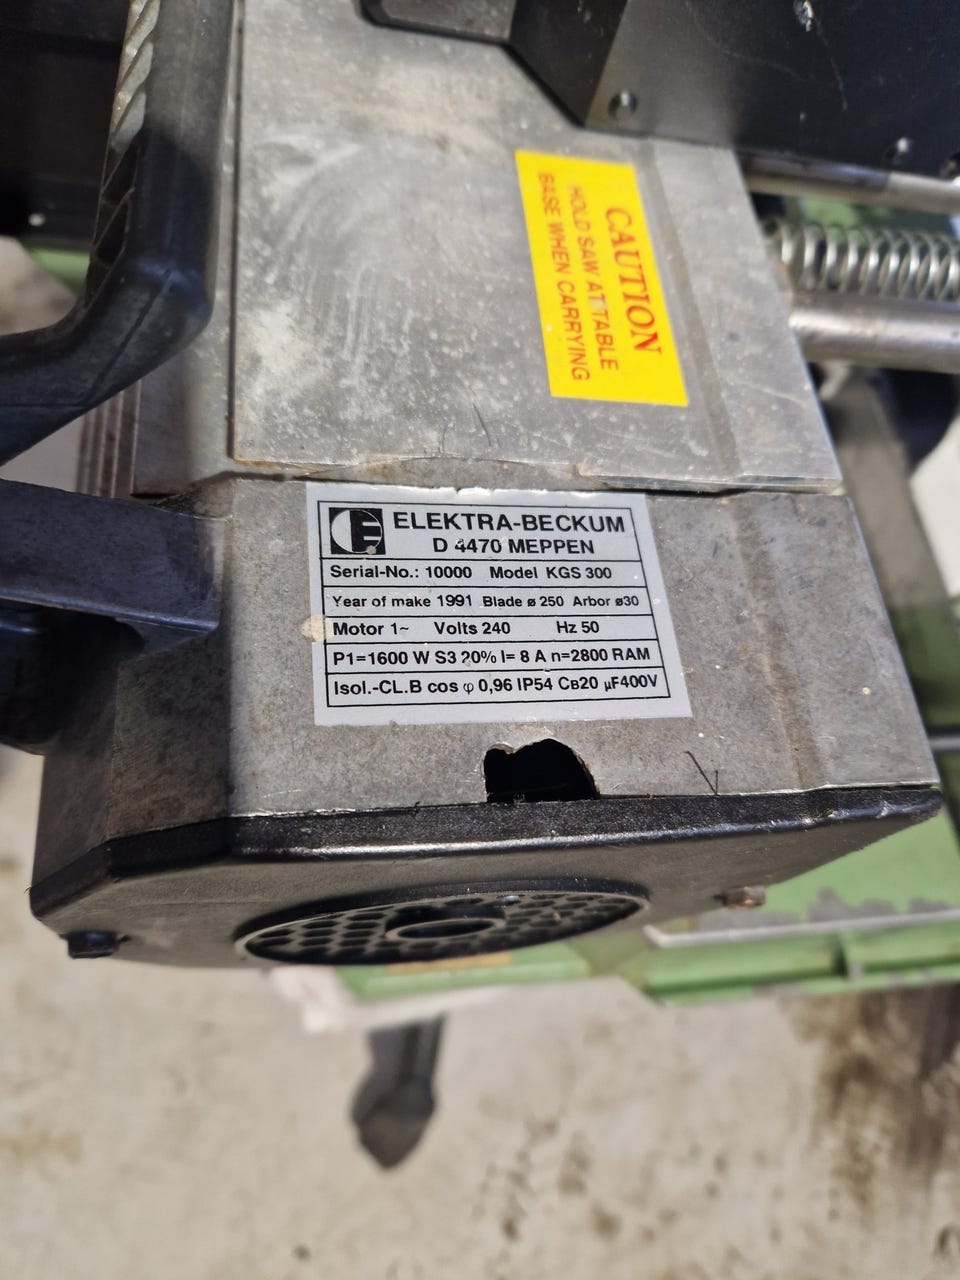 CAUTION
HOLD SAW AT TABLE
BASE WHEN CARRYING
E ELEKTRA-BECKUM
D 4470 MEPPEN
Serial-No.: 10000 Model KGS 300
Year of make 1991 Blade ø 250 Arbor ø30
Motor 1~ Volts 240 Hz 50
P1=1600 W S3 20% I= 8 A n=2800 RAM
Isol.-CL.B cos φ 0,96 IP54 CB20 µF400V